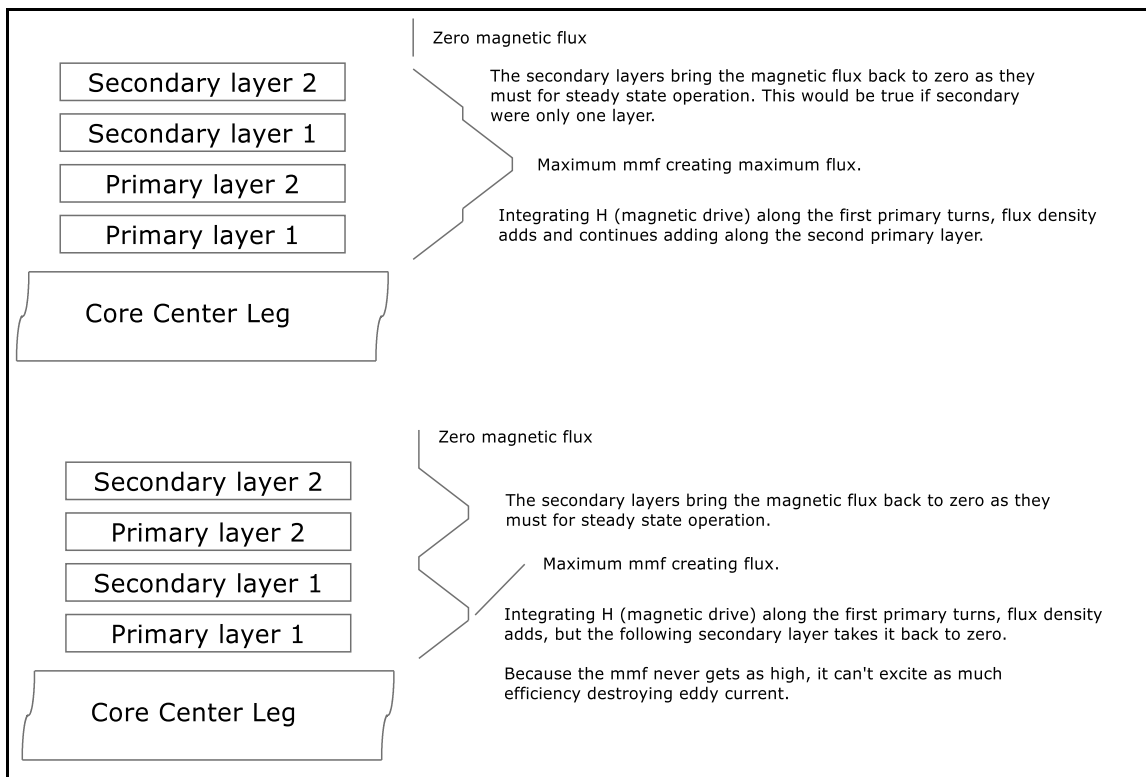 Zero magnetic flux
Secondary layer 2
The secondary layers bring the magnetic flux back to zero as they
must for steady state operation. This would be true if secondary
were only one layer.
Secondary layer 1
Maximum mmf creating maximum flux.
Primary layer 2
Integrating H (magnetic drive) along the first primary turns, flux density
adds and continues adding along the second primary layer.
Primary layer 1
Core Center Leg
Zero magnetic flux
Secondary layer 2
The secondary layers bring the magnetic flux back to zero as they
must for steady state operation.
Primary layer 2
Maximum mmf creating flux.
Secondary layer 1
Integrating H (magnetic drive) along the first primary turns, flux density
adds, but the following secondary layer takes it back to zero.
Primary layer 1
Because the mmf never gets as high, it can't excite as much
efficiency destroying eddy current.
Core Center Leg